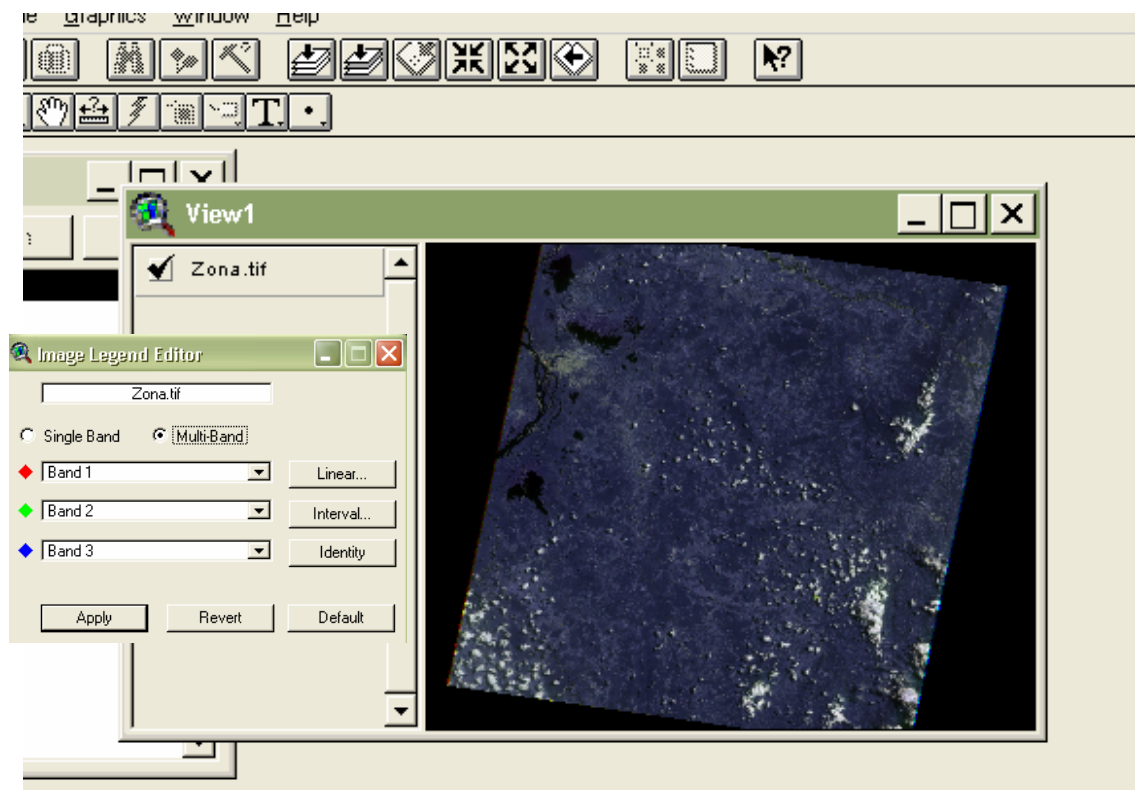 Graphics Window Help
T
View1
Zona.tif
Image Legend Editor
Zona.tif
Single Band Multi-Band
Band 1 Linear...
Band 2 Interval...
Band 3 Identity
Apply Revert Default